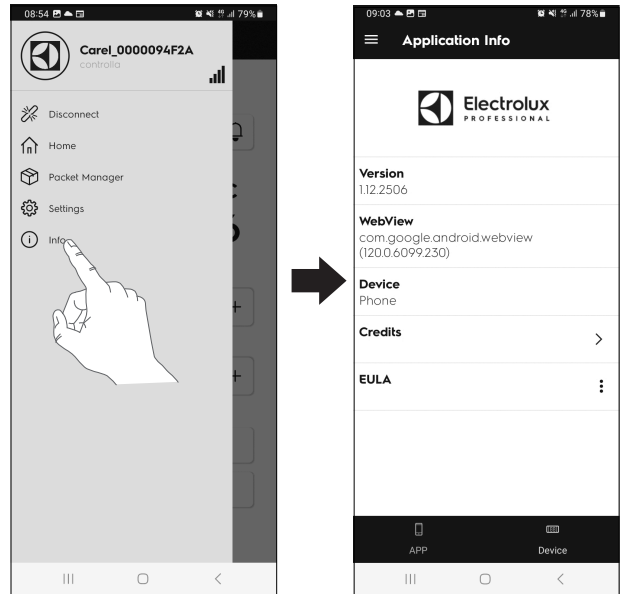 08:54 79%
Carel_0000094F2A
controlla
Disconnect
Home
Packet Manager
Settings
Info
09:03 78%
Application Info
Electrolux
PROFESSIONAL
Version
1.12.2506
WebView
com.google.android.webview
(120.0.6099.230)
Device
Phone
Credits
EULA
APP Device